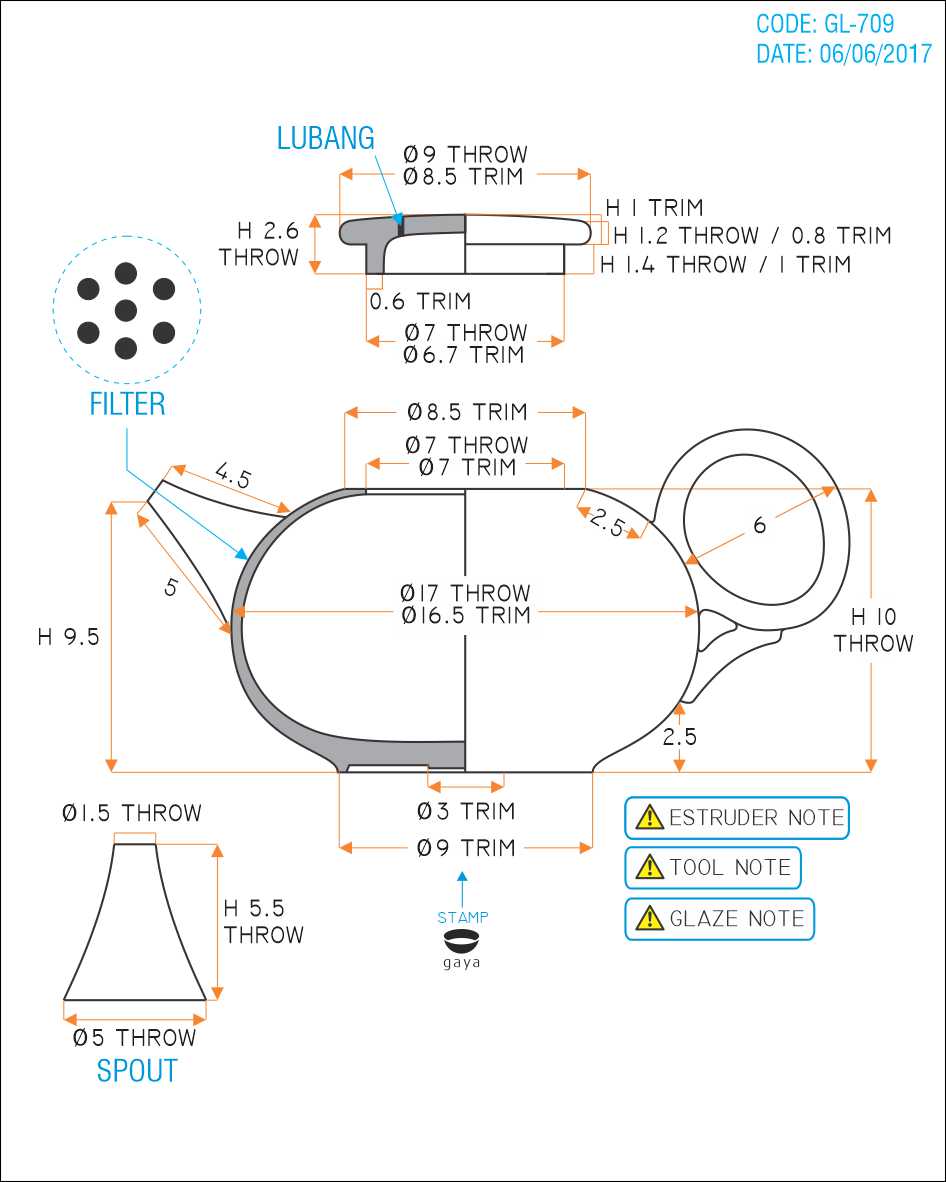 CODE: GL-709
DATE: 06/06/2017
LUBANG
Ø9 THROW
Ø8.5 TRIM
H 1 TRIM
H 2.6
THROW
H 1.2 THROW / 0.8 TRIM
H 1.4 THROW / 1 TRIM
0.6 TRIM
Ø7 THROW
Ø6.7 TRIM
FILTER
Ø8.5 TRIM
Ø7 THROW
Ø7 TRIM
4.5
2.5
6
5
Ø17 THROW
Ø16.5 TRIM
H 9.5
H 10
THROW
2.5
Ø3 TRIM
Ø9 TRIM
Ø1.5 THROW
ESTRUDER NOTE
TOOL NOTE
GLAZE NOTE
H 5.5
THROW
STAMP
gaya
Ø5 THROW
SPOUT